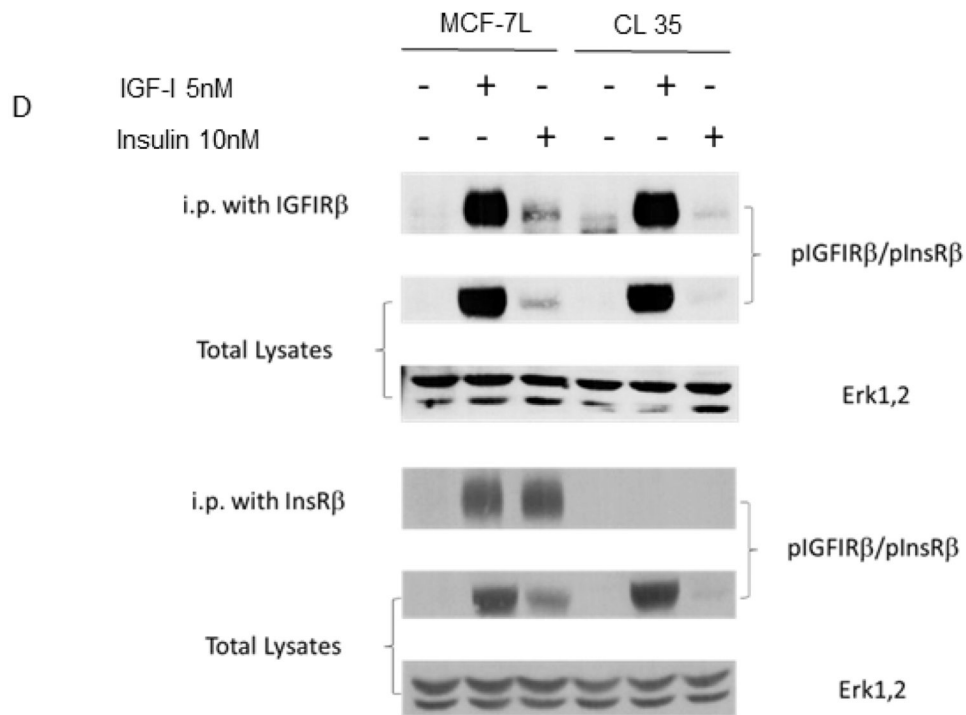 MCF-7L CL 35
IGF-I 5nM - + - - + -
D
Insulin 10nM - - + - - +
i.p. with IGFIRβ
pIGFIRβ/pInsRβ
Total Lysates
Erk1,2
i.p. with InsRβ
pIGFIRβ/pInsRβ
Total Lysates
Erk1,2